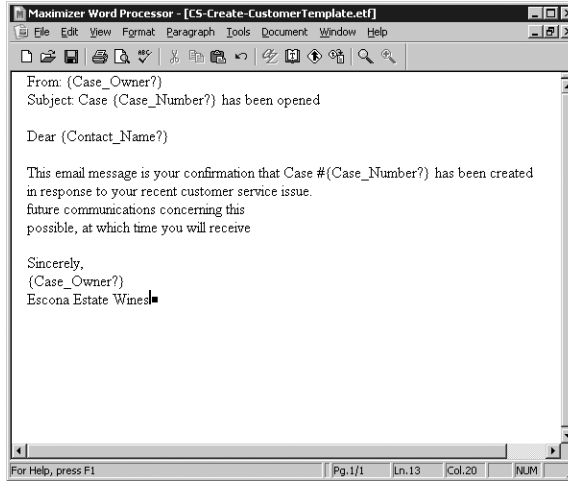 Maximizer Word Processor - [CS-Create-CustomerTemplate.etf]
File Edit View Format Paragraph Tools Document Window Help
From: {Case_Owner?}
Subject: Case {Case_Number?} has been opened
Dear {Contact_Name?}
This email message is your confirmation that Case #{Case_Number?} has been created
in response to your recent customer service issue.
future communications concerning this
possible, at which time you will receive
Sincerely,
{Case_Owner?}
Escona Estate Wines
For Help, press F1 Pg.1/1 Ln.13 Col.20 NUM